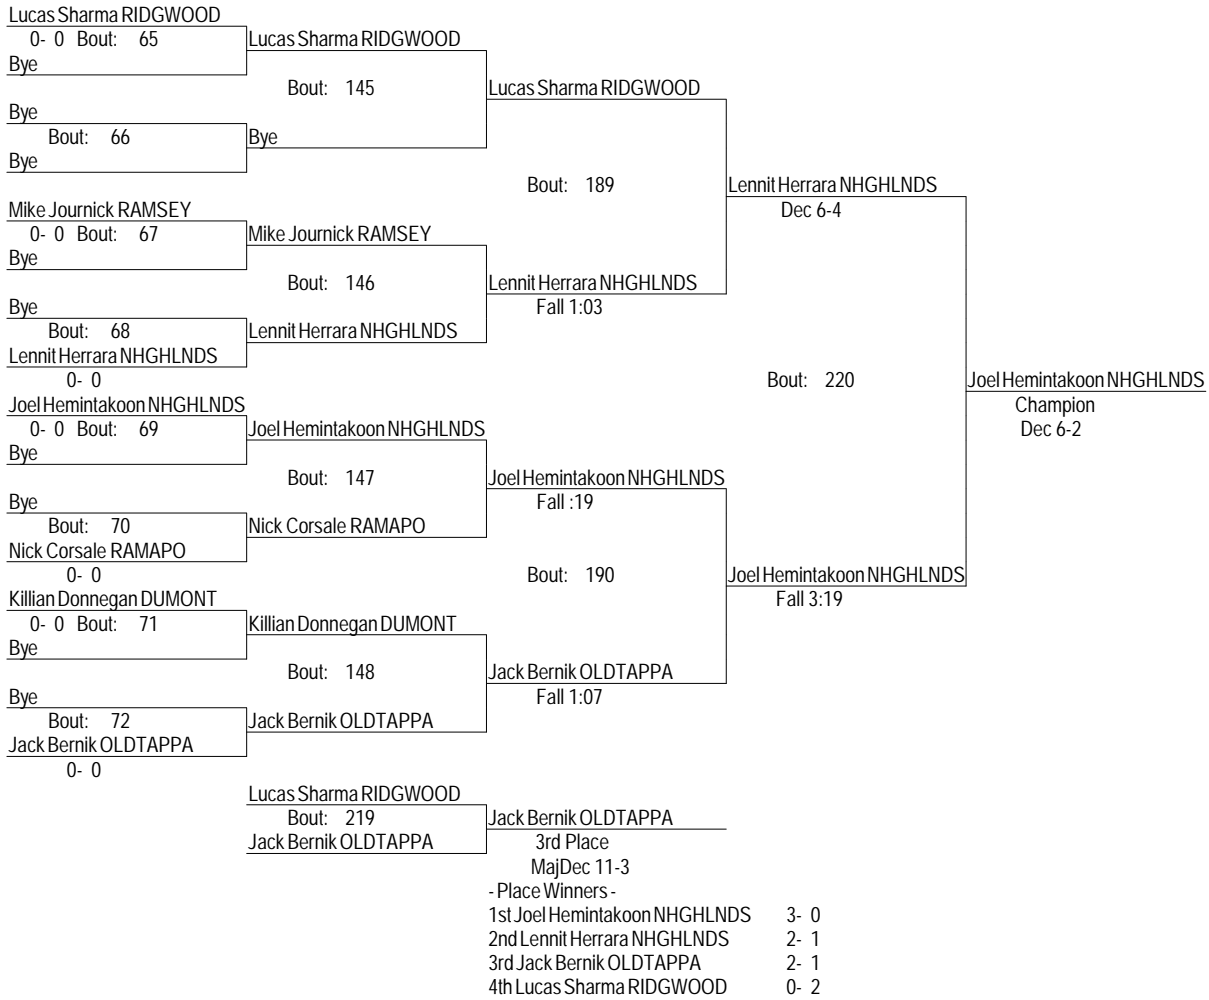 Lucas Sharma RIDGWOOD
0- 0 Bout: 65
Bye
Bye
Bout: 66
Bye
Mike Journick RAMSEY
0- 0 Bout: 67
Bye
Bye
Bout: 68
Lennit Herrara NHGHLNDS
0- 0
Joel Hemintakoon NHGHLNDS
0- 0 Bout: 69
Bye
Bye
Bout: 70
Nick Corsale RAMAPO
0- 0
Killian Donnegan DUMONT
0- 0 Bout: 71
Bye
Bye
Bout: 72
Jack Bernik OLDTAPPA
0- 0
Lucas Sharma RIDGWOOD
Bout: 145
Bye
Mike Journick RAMSEY
Bout: 146
Lennit Herrara NHGHLNDS
Joel Hemintakoon NHGHLNDS
Bout: 147
Nick Corsale RAMAPO
Killian Donnegan DUMONT
Bout: 148
Jack Bernik OLDTAPPA
Lucas Sharma RIDGWOOD
Bout: 189
Lennit Herrara NHGHLNDS
Fall 1:03
Joel Hemintakoon NHGHLNDS
Fall :19
Bout: 190
Jack Bernik OLDTAPPA
Fall 1:07
Lennit Herrara NHGHLNDS
Dec 6-4
Bout: 220
Joel Hemintakoon NHGHLNDS
Fall 3:19
Joel Hemintakoon NHGHLNDS
Champion
Dec 6-2
Lucas Sharma RIDGWOOD
Bout: 219
Jack Bernik OLDTAPPA
Jack Bernik OLDTAPPA
3rd Place
MajDec 11-3
- Place Winners -
1st Joel Hemintakoon NHGHLNDS 3- 0
2nd Lennit Herrara NHGHLNDS 2- 1
3rd Jack Bernik OLDTAPPA 2- 1
4th Lucas Sharma RIDGWOOD 0- 2